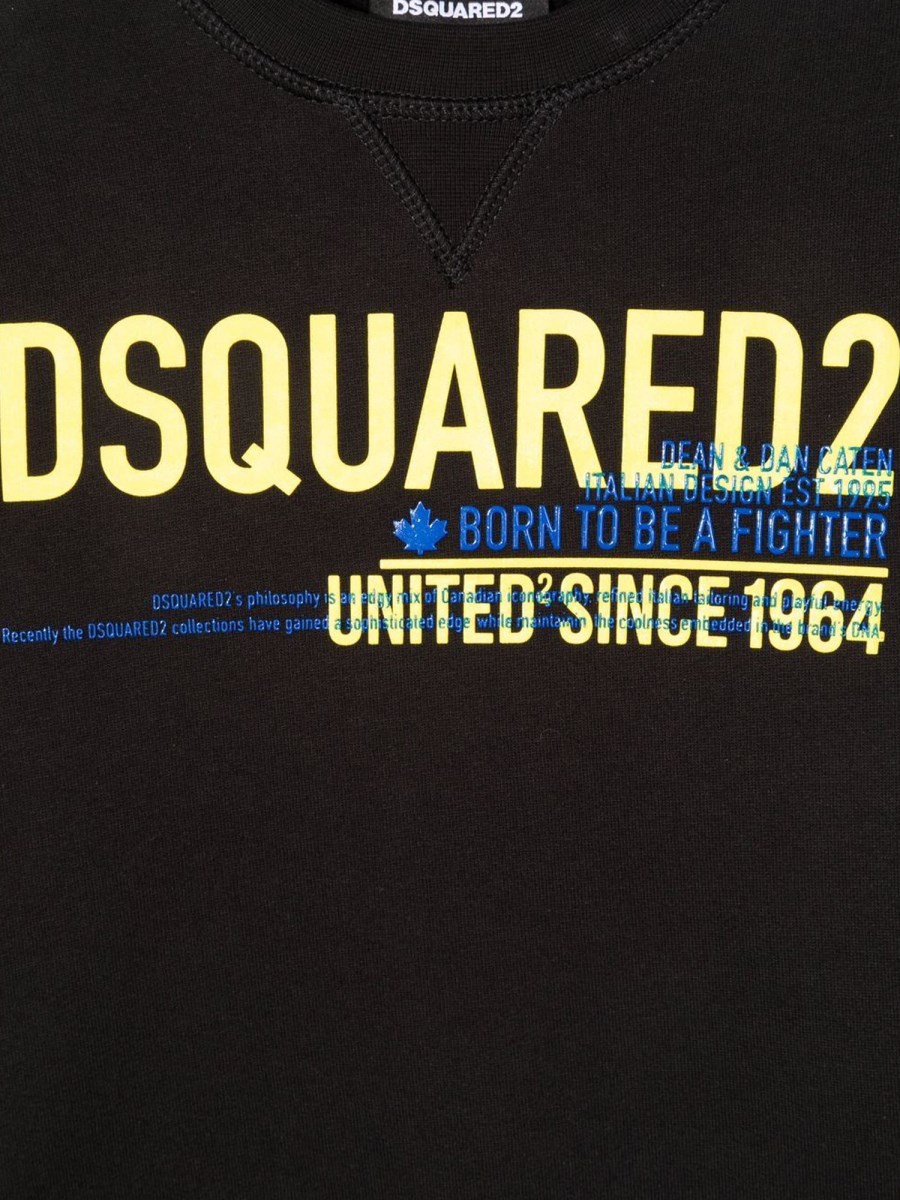 DSQUARED2
DSQUARED2
DEAN & DAN CATEN
ITALIAN DESIGN EST 1995
BORN TO BE A FIGHTER
UNITED² SINCE 1964
DSQUARED2's philosophy is an edgy mix of Canadian iconography, refined Italian tailoring and playful energy.
Recently the DSQUARED2 collections have gained a sophisticated edge while maintainin the coolness embedded in the brand's DNA.